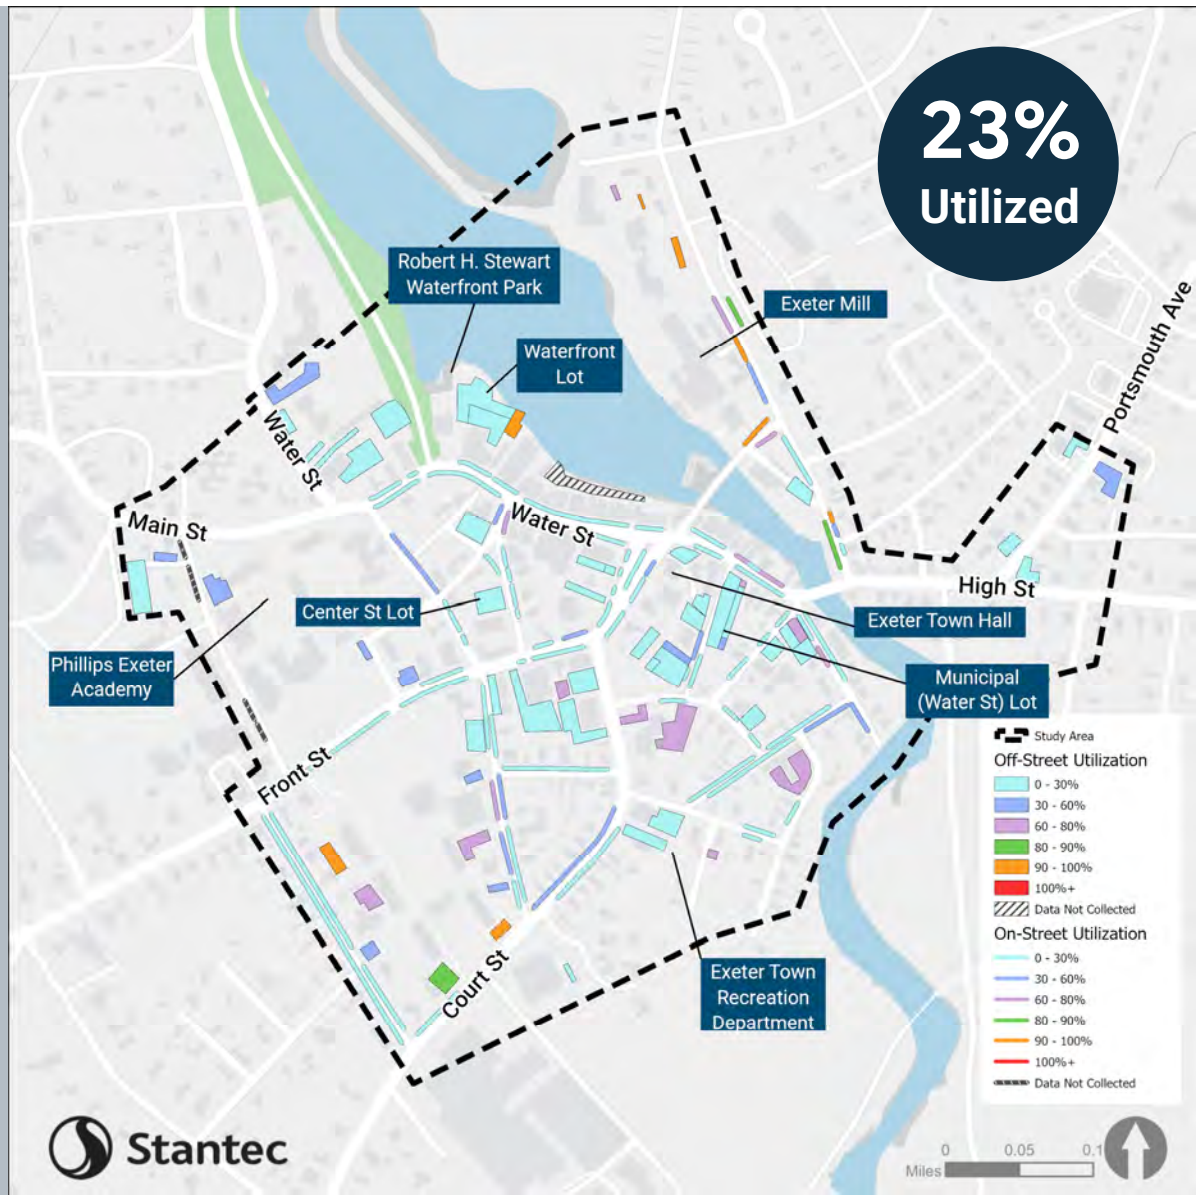 23%
Utilized
Robert H. Stewart
Waterfront Park
Exeter Mill
Waterfront
Lot
Portsmouth Ave
Water St
Main St
Water St
High St
Center St Lot
Exeter Town Hall
Phillips Exeter
Academy
Municipal
(Water St) Lot
Front St
Court St
Exeter Town
Recreation
Department
Study Area
Off-Street Utilization
0 - 30%
30 - 60%
60 - 80%
80 - 90%
90 - 100%
100%+
Data Not Collected
On-Street Utilization
0 - 30%
30 - 60%
60 - 80%
80 - 90%
90 - 100%
100%+
Data Not Collected
Stantec
0 0.05 0.1
Miles